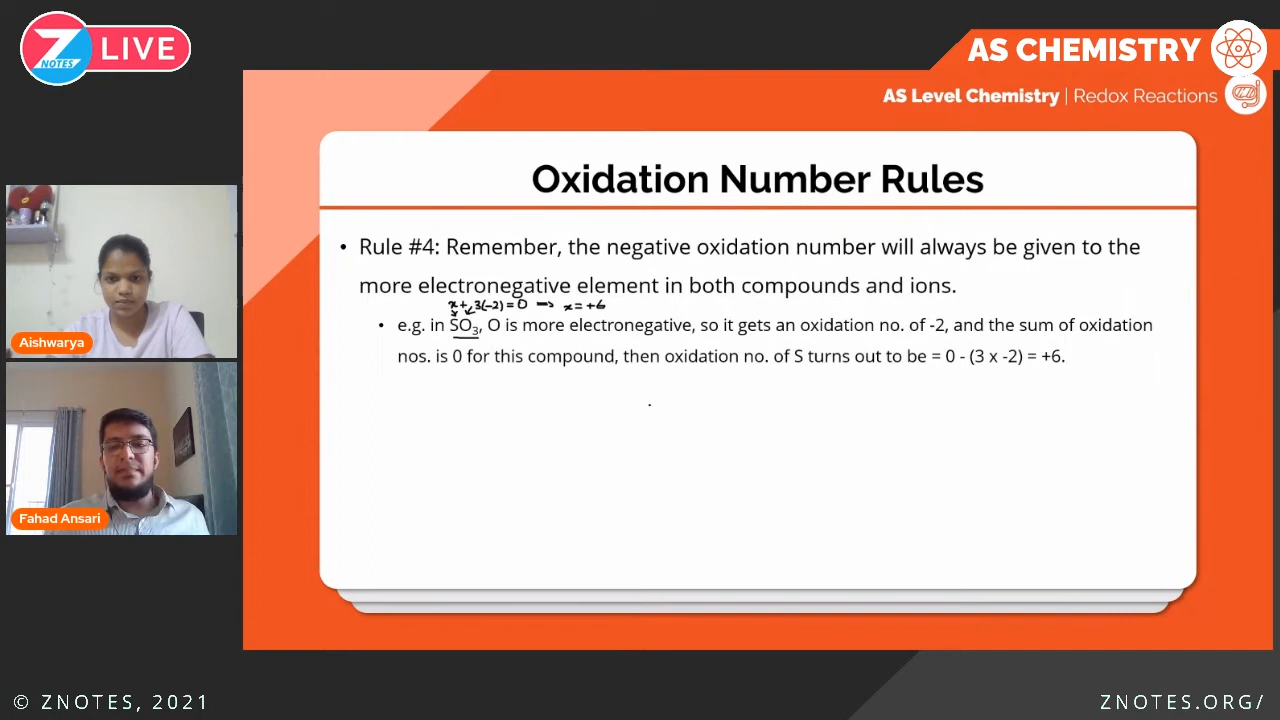 Z NOTES LIVE
AS CHEMISTRY
AS Level Chemistry | Redox Reactions
Oxidation Number Rules
• Rule #4: Remember, the negative oxidation number will always be given to the
more electronegative element in both compounds and ions.
x+3(-2)=0 ⇒ x=+6
• e.g. in SO₃, O is more electronegative, so it gets an oxidation no. of -2, and the sum of oxidation
nos. is 0 for this compound, then oxidation no. of S turns out to be = 0 - (3 x -2) = +6.
Aishwarya
Fahad Ansari
© ZNOTES, 2021
ZNOTES.ORG/